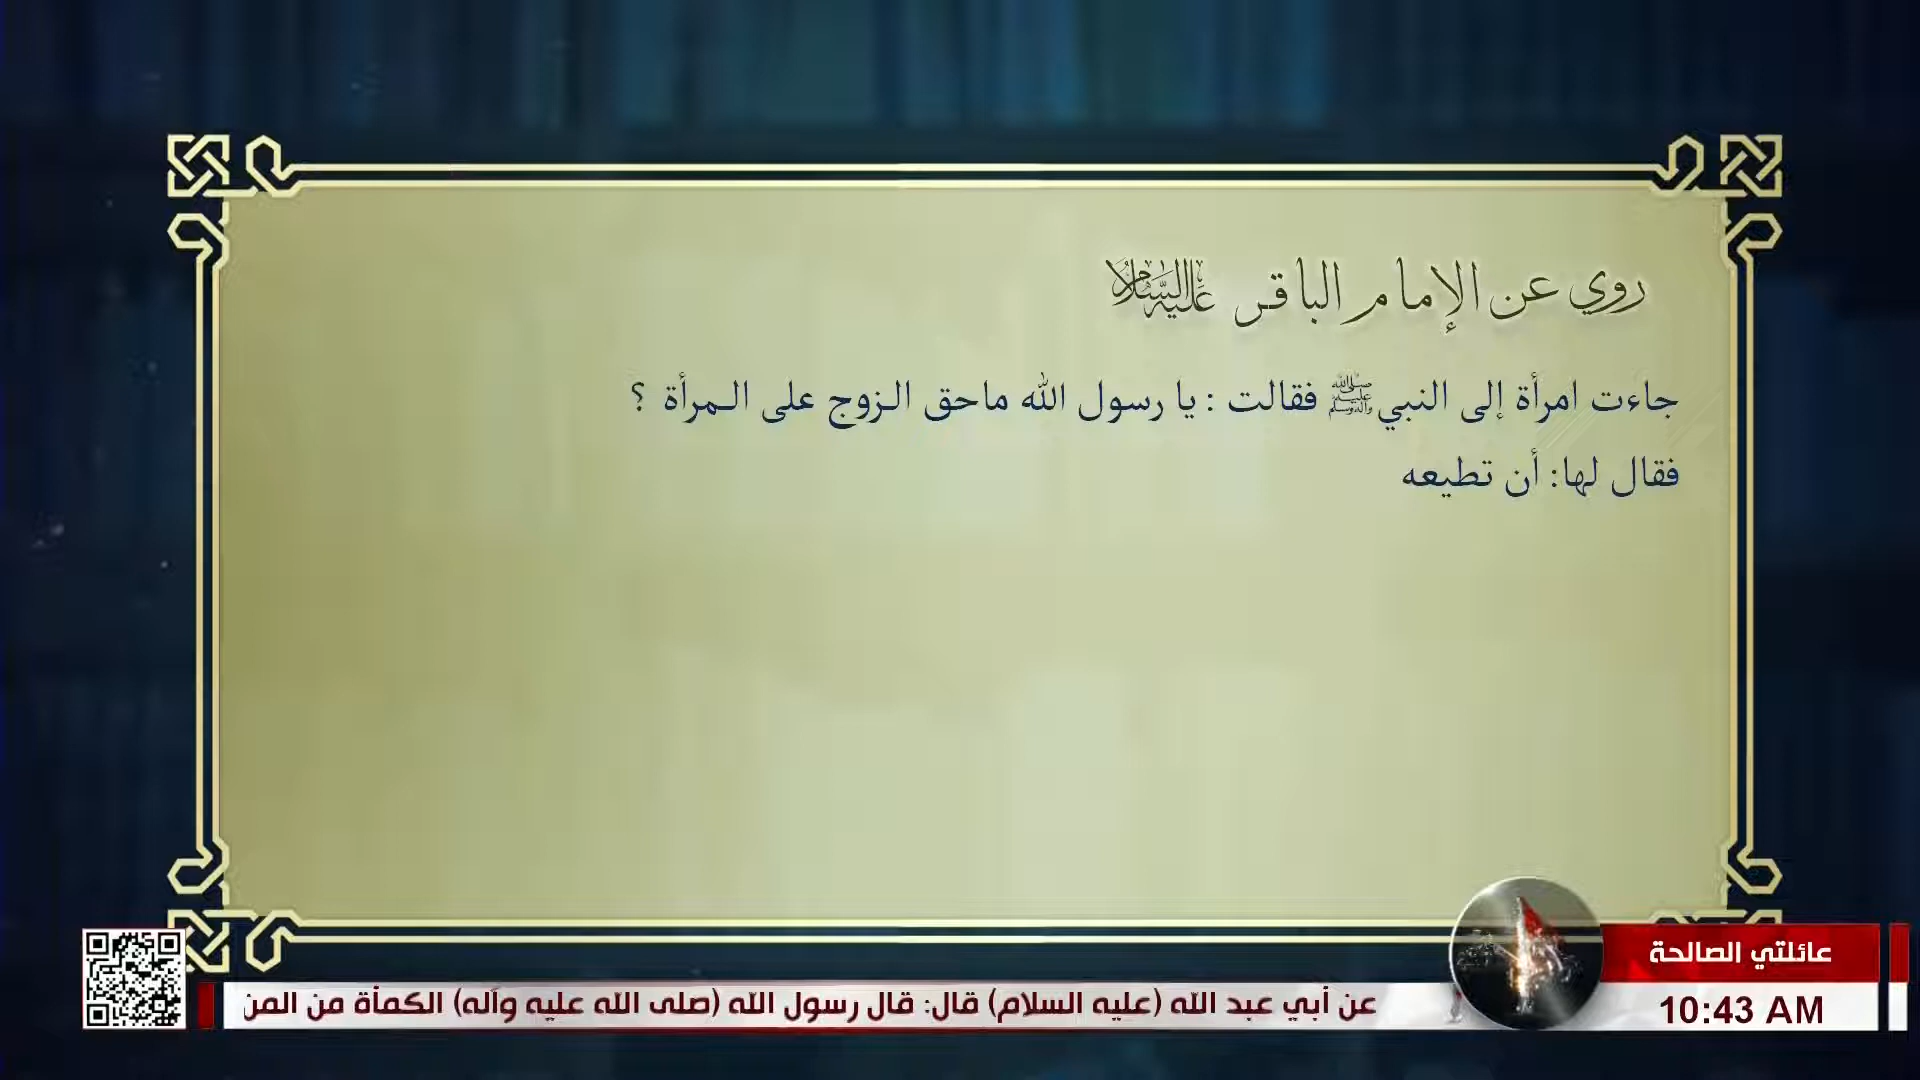 روي عن الإمام الباقر عليه السلام
جاءت امرأة إلى النبي ﷺ فقالت : يا رسول الله ماحق الزوج على المرأة ؟
فقال لها: أن تطيعه
عائلتي الصالحة
10:43 AM
عن أبي عبد الله (عليه السلام) قال: قال رسول الله (صلى الله عليه وآله) الكمأة من المن